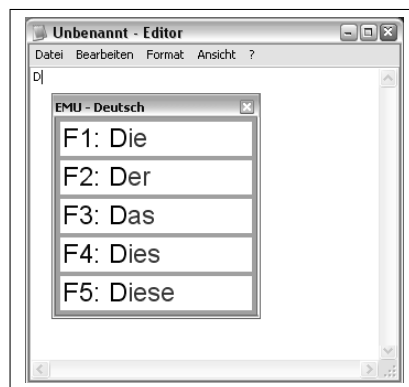 Unbenannt - Editor
Datei Bearbeiten Format Ansicht ?
D
EMU - Deutsch
F1: Die
F2: Der
F3: Das
F4: Dies
F5: Diese